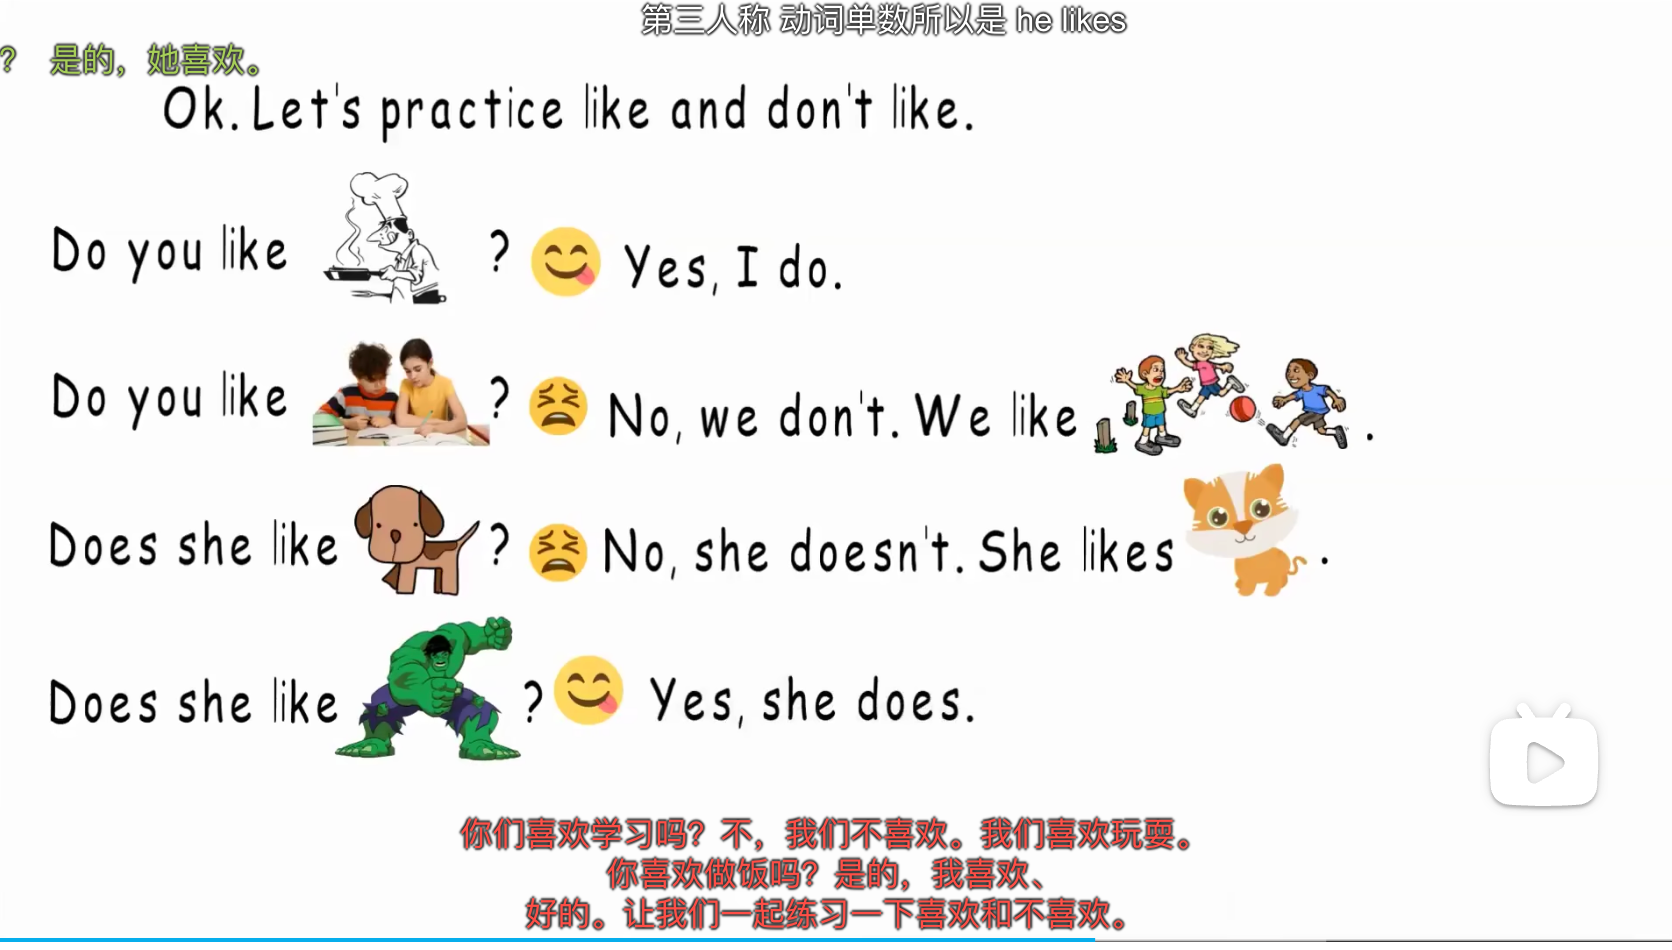 第三人称 动词单数所以是 he likes
? 是的，她喜欢。
Ok. Let's practice like and don't like.
Do you like ? Yes, I do.
Do you like ? No, we don't. We like .
Does she like ? No, she doesn't. She likes .
Does she like ? Yes, she does.
你们喜欢学习吗？不，我们不喜欢。我们喜欢玩耍。
你喜欢做饭吗？是的，我喜欢、
好的。让我们一起练习一下喜欢和不喜欢。